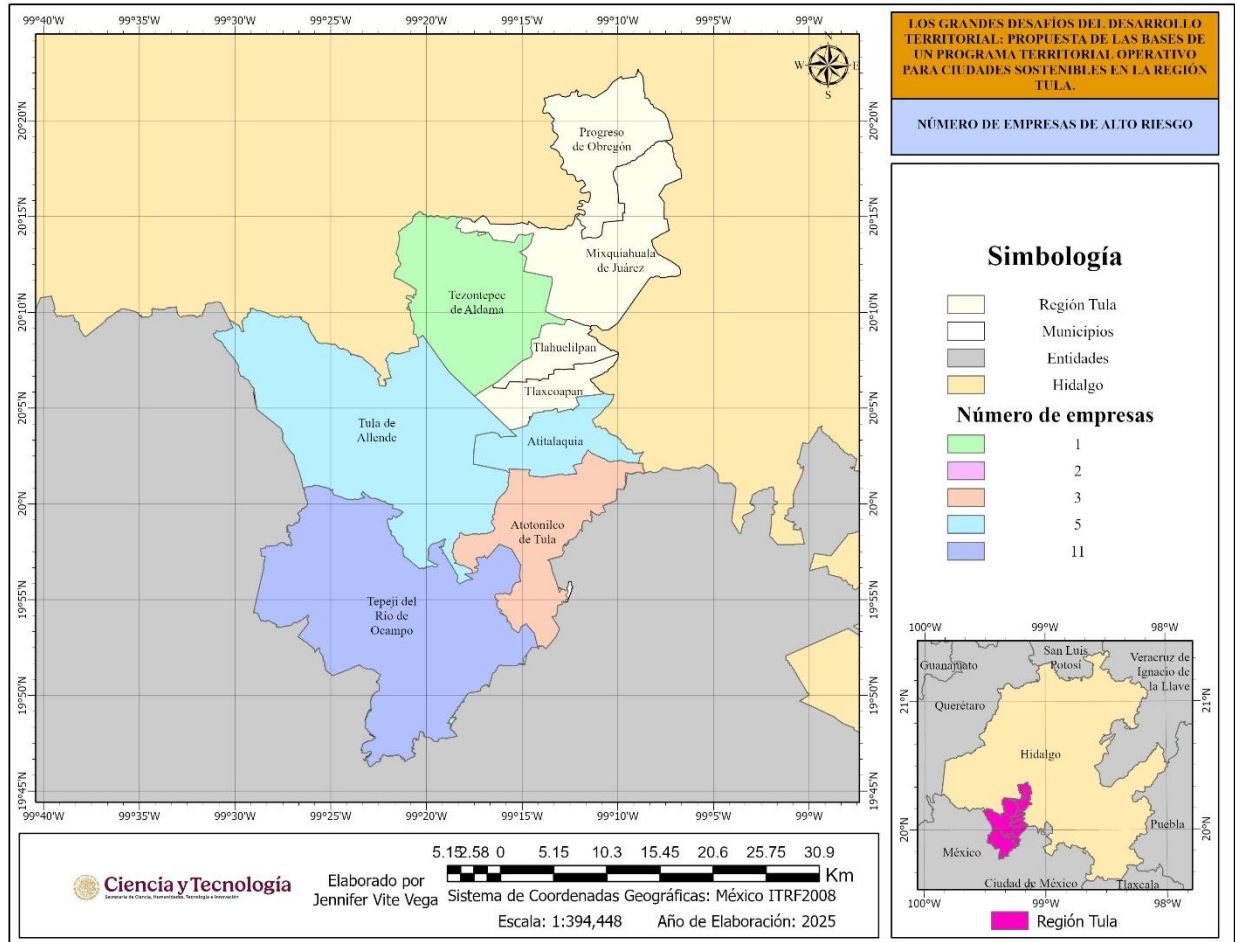 99°40'W
99°35'W
99°30'W
99°25'W
99°20'W
99°15'W
99°10'W
99°5'W
99°W
N
W
E
S
20°20'N
20°15'N
20°10'N
20°5'N
20°N
19°55'N
19°50'N
19°45'N
Progreso
de Obregón
Mixquiahuala
de Juárez
Tezontepec
de Aldama
Tlahuelilpan
Tlaxcoapan
Tula de
Allende
Atitalaquia
Atotonilco
de Tula
Tepeji del
Río de
Ocampo
20°20'N
20°15'N
20°10'N
20°5'N
20°N
19°55'N
19°50'N
19°45'N
99°40'W
99°35'W
99°30'W
99°25'W
99°20'W
99°15'W
99°10'W
99°5'W
99°W
LOS GRANDES DESAFÍOS DEL DESARROLLO
TERRITORIAL: PROPUESTA DE LAS BASES DE
UN PROGRAMA TERRITORIAL OPERATIVO
PARA CIUDADES SOSTENIBLES EN LA REGIÓN
TULA.
NÚMERO DE EMPRESAS DE ALTO RIESGO
Simbología
Región Tula
Municipios
Entidades
Hidalgo
Número de empresas
1
2
3
5
11
100°W
99°W
98°W
San Luis
Potosí
Guanajuato
Veracruz de
Ignacio de
la Llave
Querétaro
Hidalgo
Puebla
México
Ciudad de México
Tlaxcala
21°N
20°N
21°N
20°N
100°W
99°W
98°W
Región Tula
Ciencia y Tecnología
Secretaría de Ciencia, Humanidades, Tecnología e Innovación
Elaborado por
Jennifer Vite Vega
5.15 2.58 0 5.15 10.3 15.45 20.6 25.75 30.9
Km
Sistema de Coordenadas Geográficas: México ITRF2008
Escala: 1:394,448 Año de Elaboración: 2025